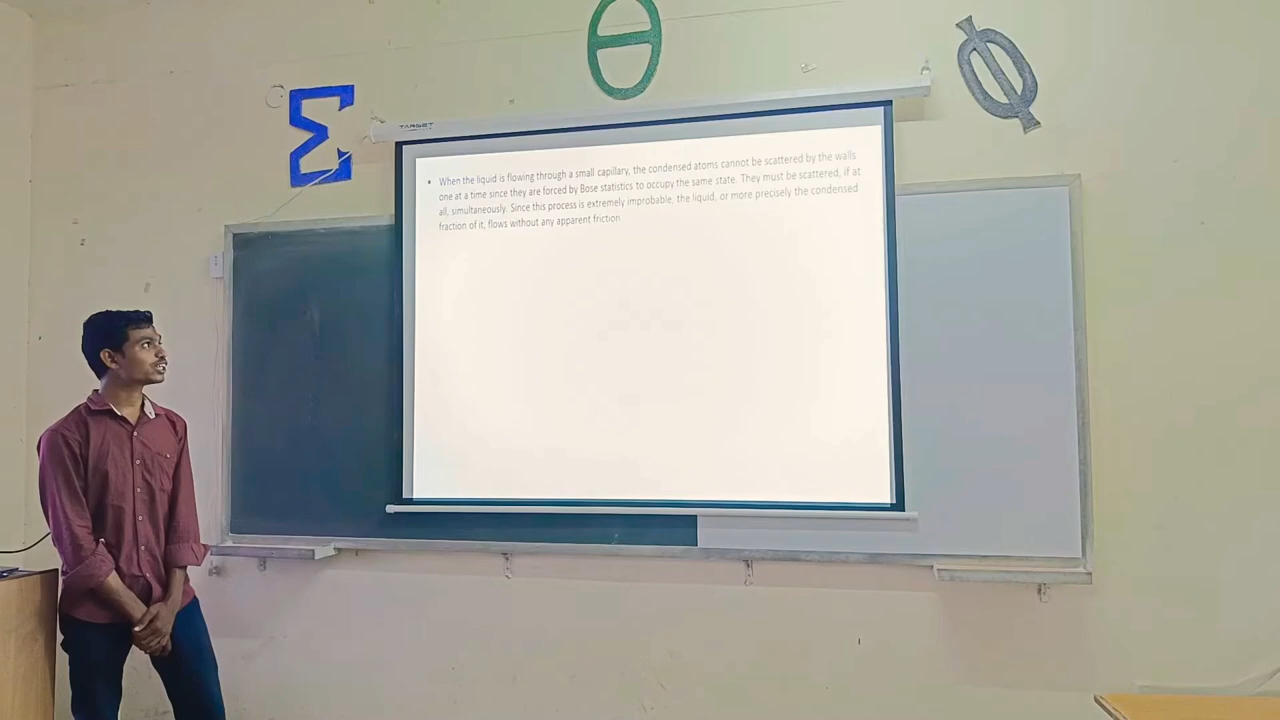 Σ
θ
Φ
TARGET
• When the liquid is flowing through a small capillary, the condensed atoms cannot be scattered by the walls
one at a time since they are forced by Bose statistics to occupy the same state. They must be scattered, if at
all, simultaneously. Since this process is extremely improbable, the liquid, or more precisely the condensed
fraction of it, flows without any apparent friction